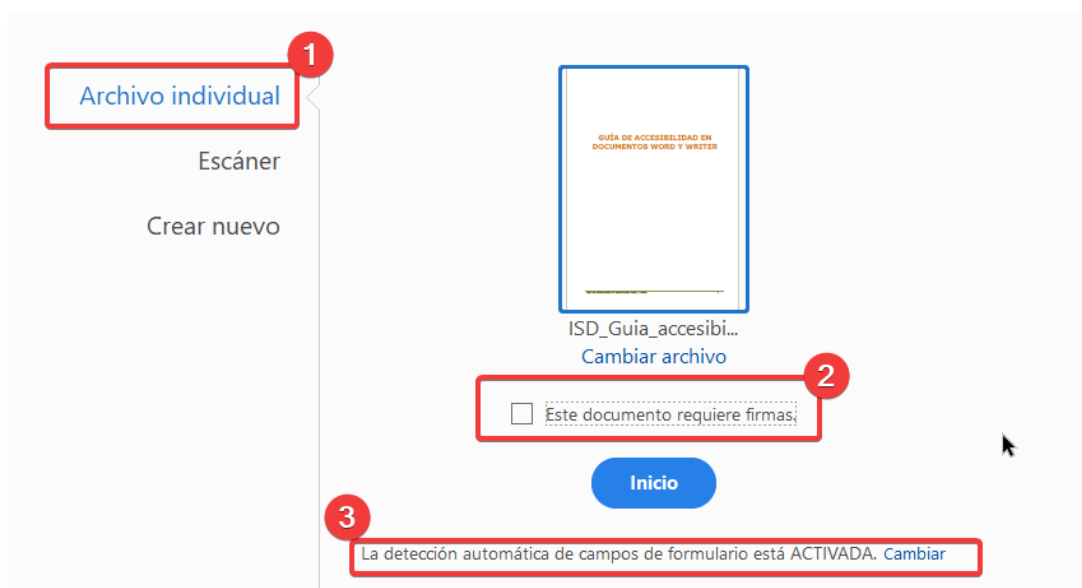 1
Archivo individual
Escáner
Crear nuevo
GUÍA DE ACCESIBILIDAD EN
DOCUMENTOS WORD Y WRITER
ISD_Guia_accesibi...
Cambiar archivo
2
Este documento requiere firmas.
Inicio
3
La detección automática de campos de formulario está ACTIVADA. Cambiar